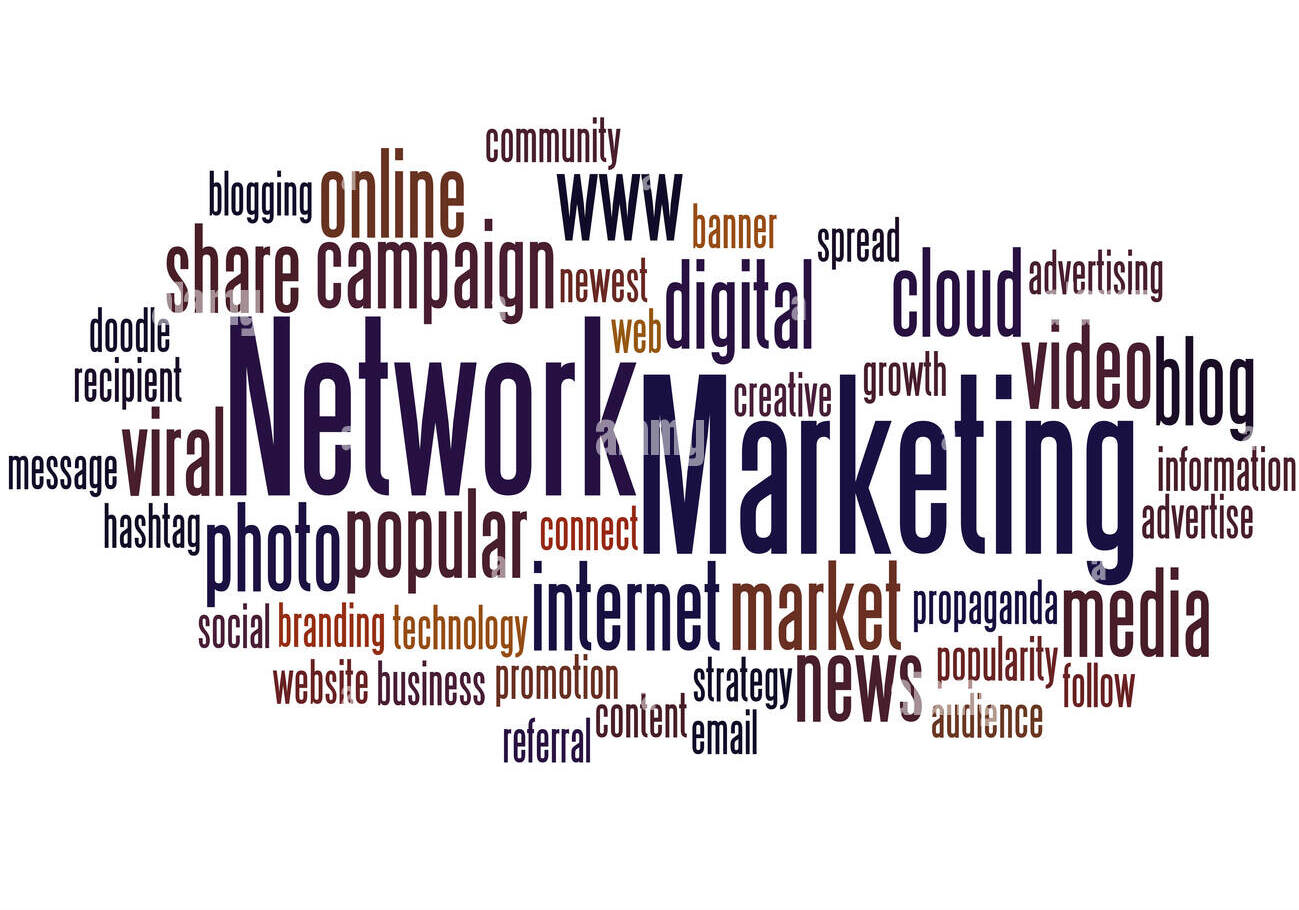 community
blogging online www banner
share campaign newest spread
digital cloud advertising
doodle web
recipient Network creative growth video blog
message viral Marketing information
hashtag photo popular connect advertise
internet market propaganda media
social branding technology
website business promotion strategy news popularity follow
referral content email audience